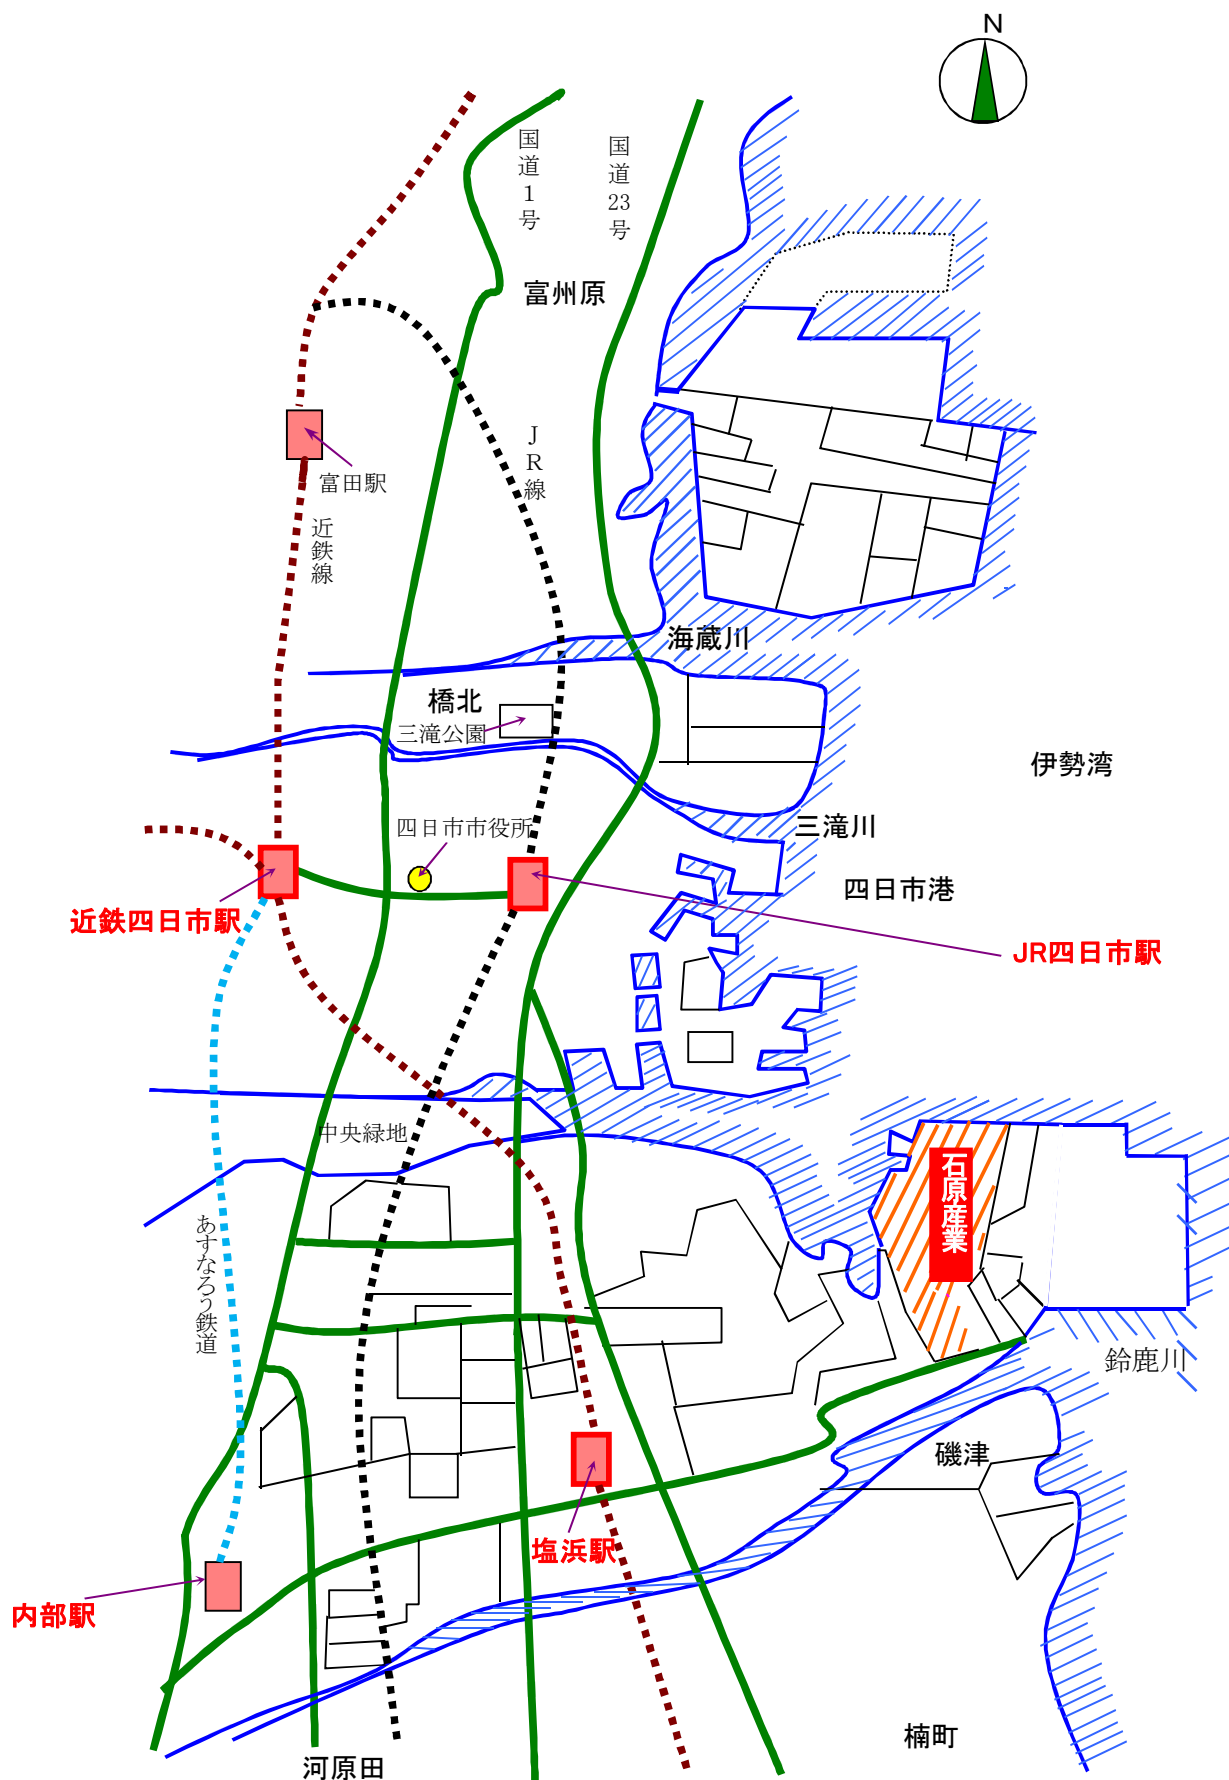 N
国道1号
国道23号
富州原
JR線
富田駅
近鉄線
海蔵川
橋北
三滝公園
伊勢湾
四日市市役所
三滝川
四日市港
近鉄四日市駅
JR四日市駅
中央緑地
石原産業
あすなろう鉄道
鈴鹿川
磯津
塩浜駅
内部駅
楠町
河原田